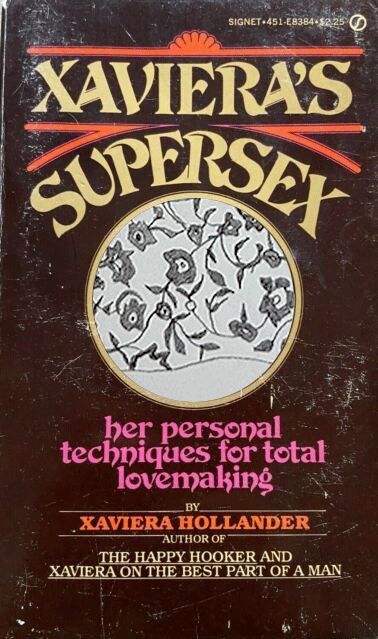 SIGNET•451-E8384•$2.25
XAVIERA'S
SUPERSEX
her personal
techniques for total
lovemaking
BY
XAVIERA HOLLANDER
AUTHOR OF
THE HAPPY HOOKER AND
XAVIERA ON THE BEST PART OF A MAN